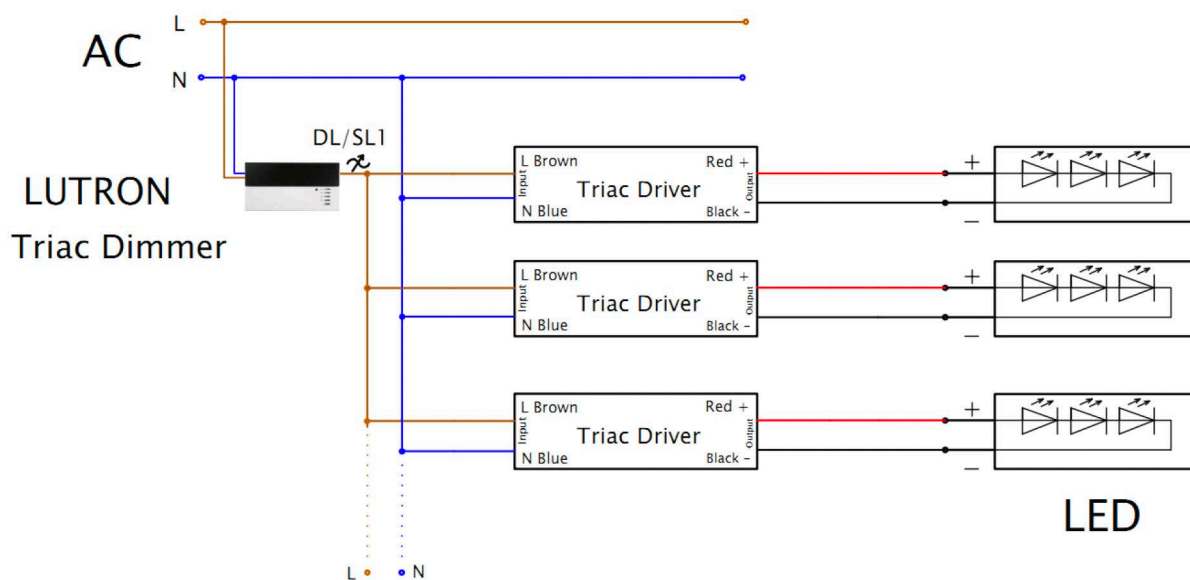 L
AC
N
DL/SL1
LUTRON
Triac Dimmer
L Brown
Red +
Input
Triac Driver
Output
N Blue
Black -
+
-
L Brown
Red +
Input
Triac Driver
Output
N Blue
Black -
+
-
L Brown
Red +
Input
Triac Driver
Output
N Blue
Black -
+
-
LED
L
N